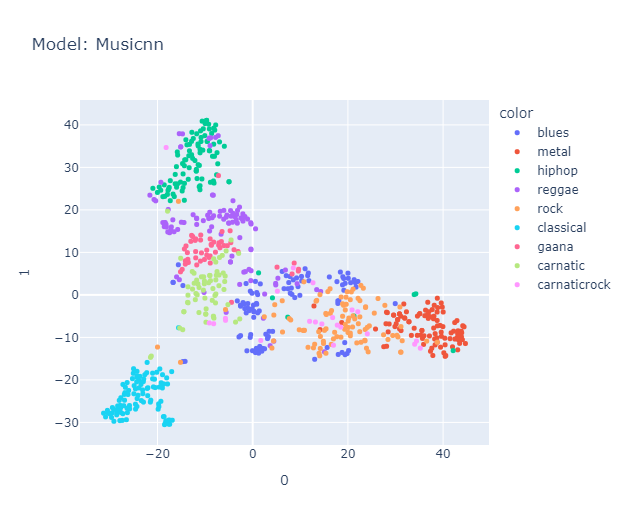 Model: Musicnn
color
blues
metal
hiphop
reggae
rock
classical
gaana
carnatic
carnaticrock
40
30
20
10
0
−10
−20
−30
1
−20
0
20
40
0